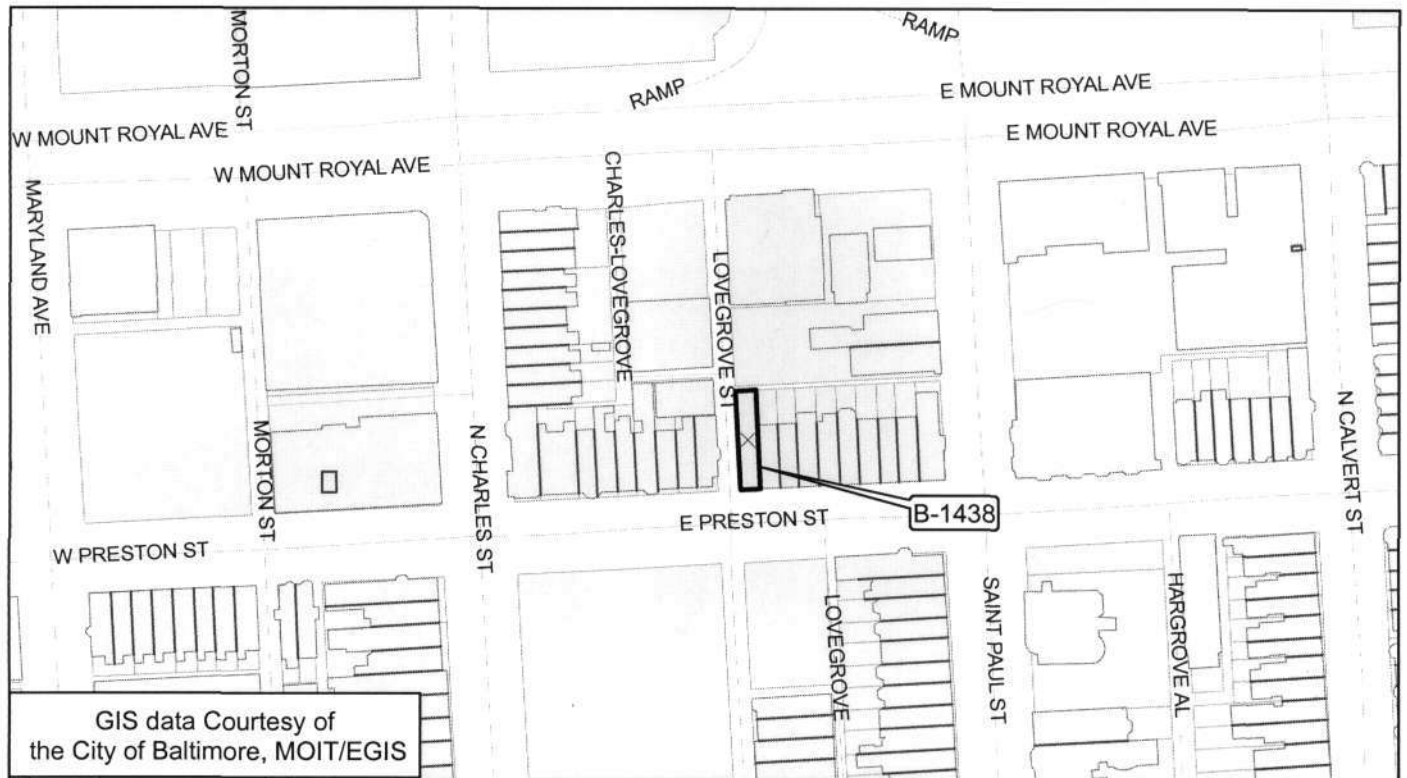 MORTON ST
RAMP
RAMP
E MOUNT ROYAL AVE
W MOUNT ROYAL AVE
E MOUNT ROYAL AVE
W MOUNT ROYAL AVE
MARYLAND AVE
CHARLES-LOVEGROVE
LOVEGROVE ST
N CALVERT ST
MORTON ST
N CHARLES ST
B-1438
E PRESTON ST
W PRESTON ST
LOVEGROVE
SAINT PAUL ST
HARGROVE AL
GIS data Courtesy of
the City of Baltimore, MOIT/EGIS